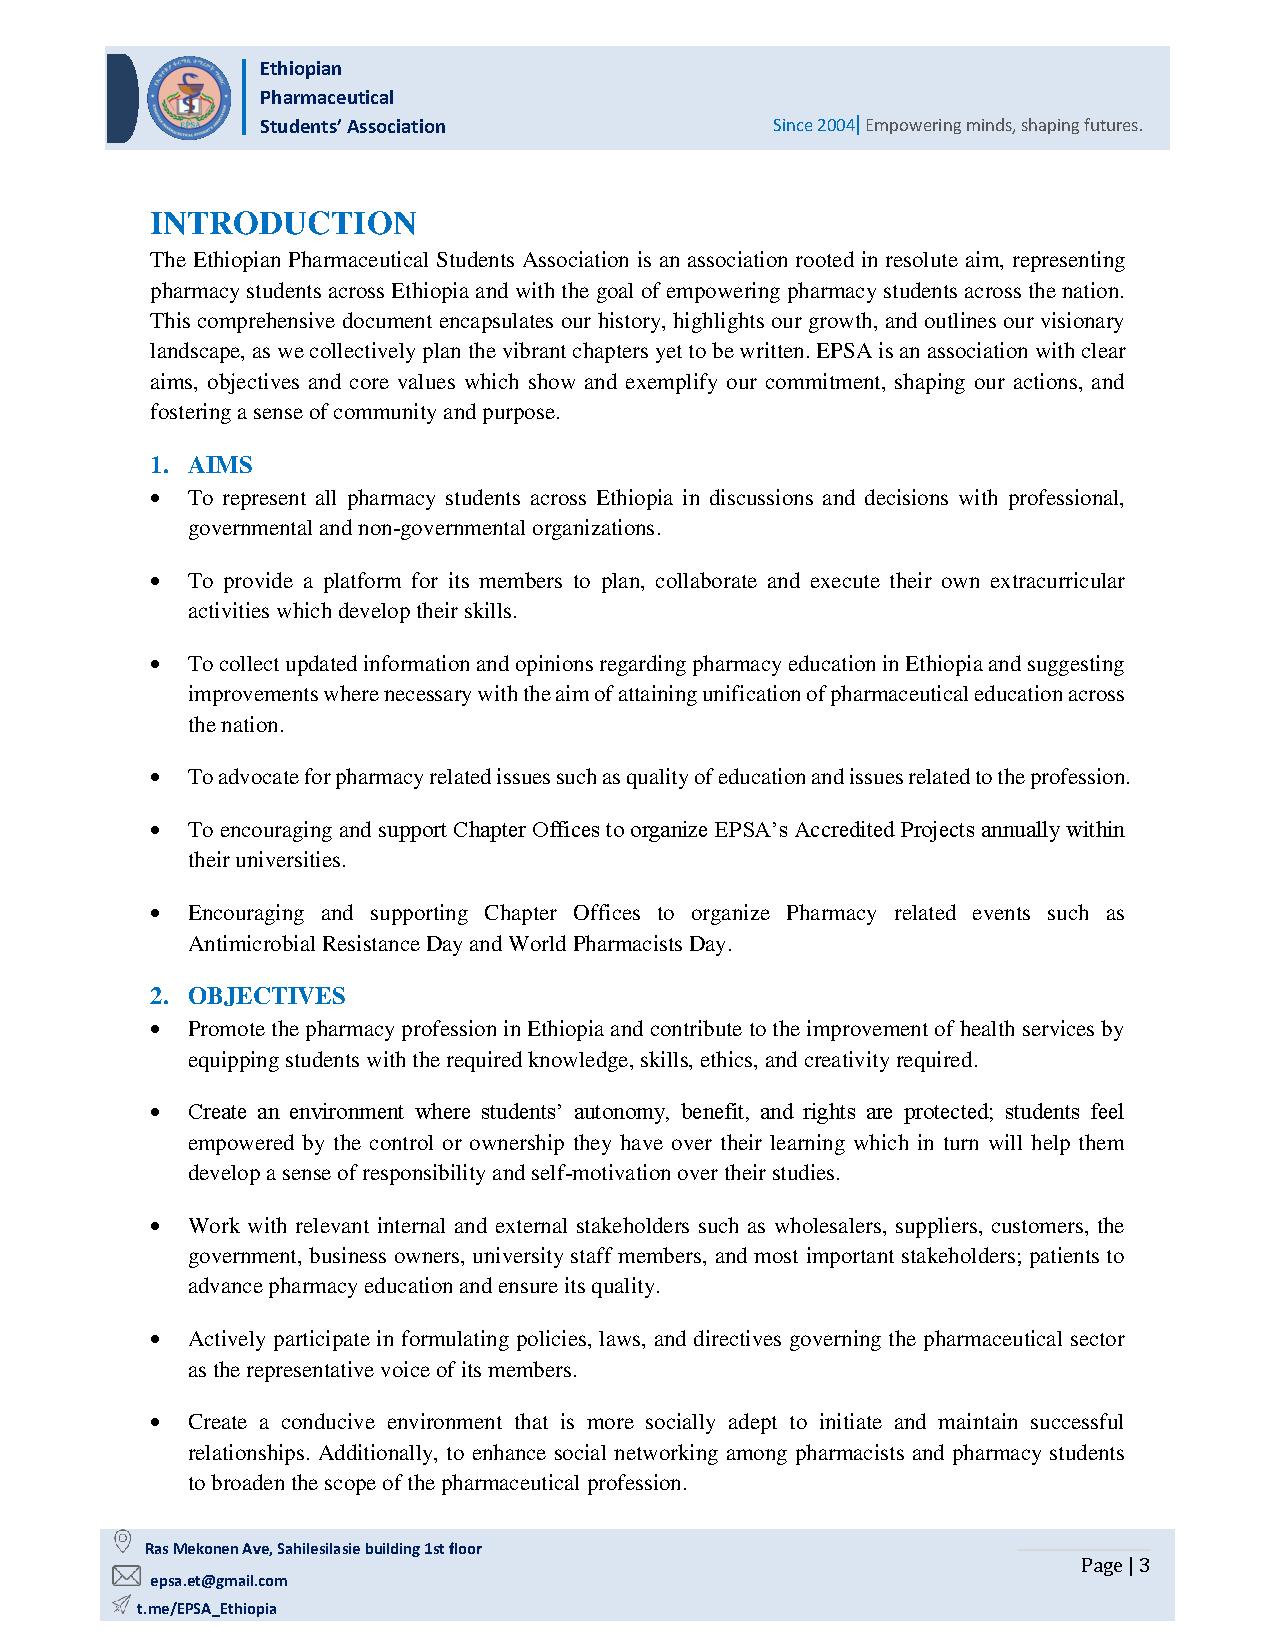 Ethiopian
Pharmaceutical
Students’ Association
Since 2004| Empowering minds, shaping futures.
EPSA
INTRODUCTION
The Ethiopian Pharmaceutical Students Association is an association rooted in resolute aim, representing
pharmacy students across Ethiopia and with the goal of empowering pharmacy students across the nation.
This comprehensive document encapsulates our history, highlights our growth, and outlines our visionary
landscape, as we collectively plan the vibrant chapters yet to be written. EPSA is an association with clear
aims, objectives and core values which show and exemplify our commitment, shaping our actions, and
fostering a sense of community and purpose.
1. AIMS
• To represent all pharmacy students across Ethiopia in discussions and decisions with professional,
governmental and non-governmental organizations.
• To provide a platform for its members to plan, collaborate and execute their own extracurricular
activities which develop their skills.
• To collect updated information and opinions regarding pharmacy education in Ethiopia and suggesting
improvements where necessary with the aim of attaining unification of pharmaceutical education across
the nation.
• To advocate for pharmacy related issues such as quality of education and issues related to the profession.
• To encouraging and support Chapter Offices to organize EPSA’s Accredited Projects annually within
their universities.
• Encouraging and supporting Chapter Offices to organize Pharmacy related events such as
Antimicrobial Resistance Day and World Pharmacists Day.
2. OBJECTIVES
• Promote the pharmacy profession in Ethiopia and contribute to the improvement of health services by
equipping students with the required knowledge, skills, ethics, and creativity required.
• Create an environment where students’ autonomy, benefit, and rights are protected; students feel
empowered by the control or ownership they have over their learning which in turn will help them
develop a sense of responsibility and self-motivation over their studies.
• Work with relevant internal and external stakeholders such as wholesalers, suppliers, customers, the
government, business owners, university staff members, and most important stakeholders; patients to
advance pharmacy education and ensure its quality.
• Actively participate in formulating policies, laws, and directives governing the pharmaceutical sector
as the representative voice of its members.
• Create a conducive environment that is more socially adept to initiate and maintain successful
relationships. Additionally, to enhance social networking among pharmacists and pharmacy students
to broaden the scope of the pharmaceutical profession.
Ras Mekonen Ave, Sahilesilasie building 1st floor
epsa.et@gmail.com
t.me/EPSA_Ethiopia
Page | 3